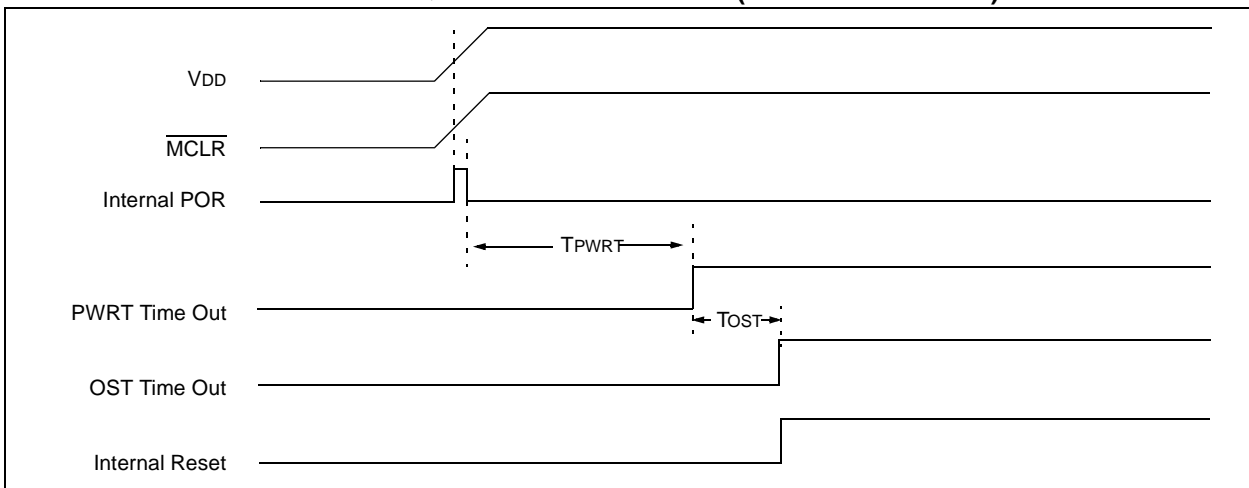 VDD
MCLR
Internal POR
TPWRT
PWRT Time Out
TOST
OST Time Out
Internal Reset